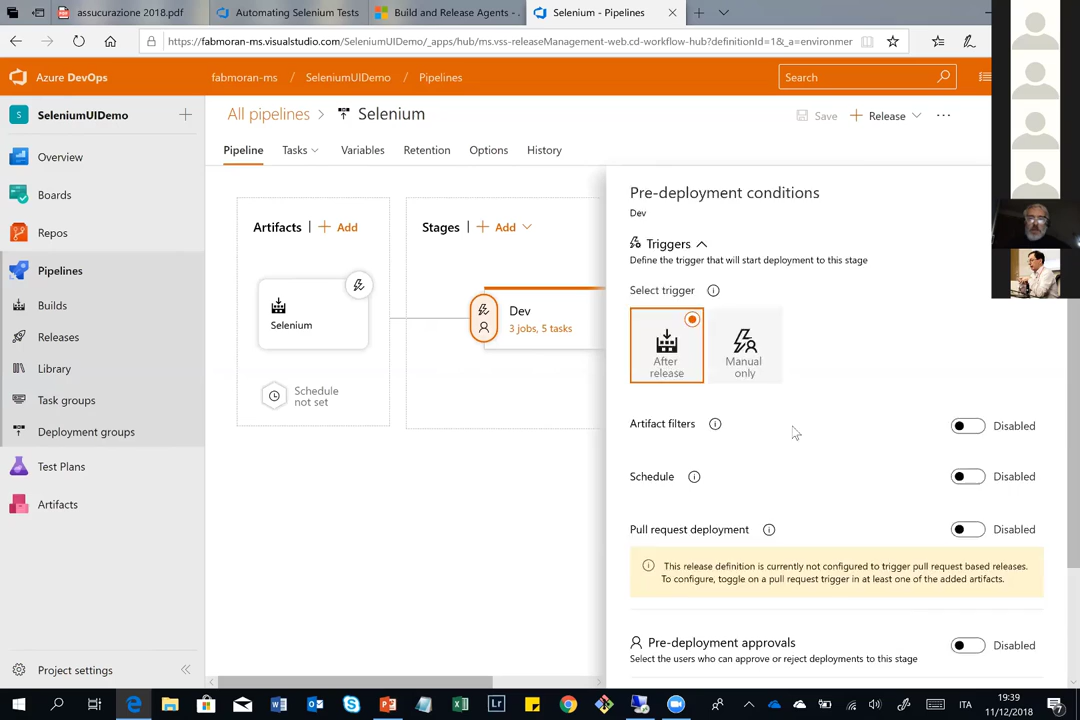 assucurazione 2018.pdf
Automating Selenium Tests
Build and Release Agents - .
Selenium - Pipelines
https://fabmoran-ms.visualstudio.com/SeleniumUIDemo/_apps/hub/ms.vss-releaseManagement-web.cd-workflow-hub?definitionId=1&_a=environmer
Azure DevOps
fabmoran-ms / SeleniumUIDemo / Pipelines
Search
S SeleniumUIDemo
All pipelines > Selenium
Save
Release
Pipeline
Tasks
Variables
Retention
Options
History
Overview
Boards
Repos
Pipelines
Builds
Releases
Library
Task groups
Deployment groups
Test Plans
Artifacts
Project settings
Artifacts | + Add
Selenium
Schedule
not set
Stages | + Add
Dev
3 jobs, 5 tasks
Pre-deployment conditions
Dev
Triggers
Define the trigger that will start deployment to this stage
Select trigger
After
release
Manual
only
Artifact filters
Disabled
Schedule
Disabled
Pull request deployment
Disabled
This release definition is currently not configured to trigger pull request based releases.
To configure, toggle on a pull request trigger in at least one of the added artifacts.
Pre-deployment approvals
Disabled
Select the users who can approve or reject deployments to this stage
ITA
19:39
11/12/2018
7